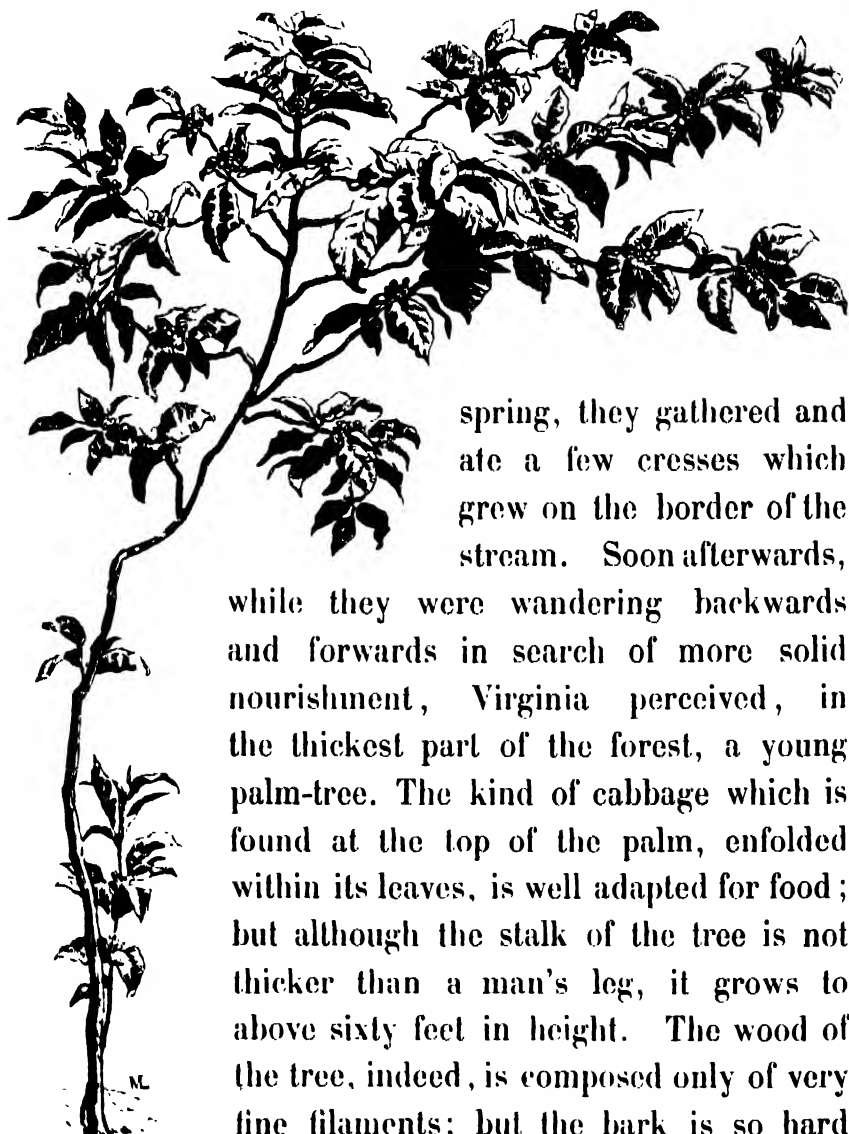 spring, they gathered and
ate a few cresses which
grew on the border of the
stream. Soon afterwards,
while they were wandering backwards
and forwards in search of more solid
nourishment, Virginia perceived, in
the thickest part of the forest, a young
palm-tree. The kind of cabbage which is
found at the top of the palm, enfolded
within its leaves, is well adapted for food;
but although the stalk of the tree is not
thicker than a man's leg, it grows to
above sixty feet in height. The wood of
the tree, indeed, is composed only of very
fine filaments; but the bark is so hard